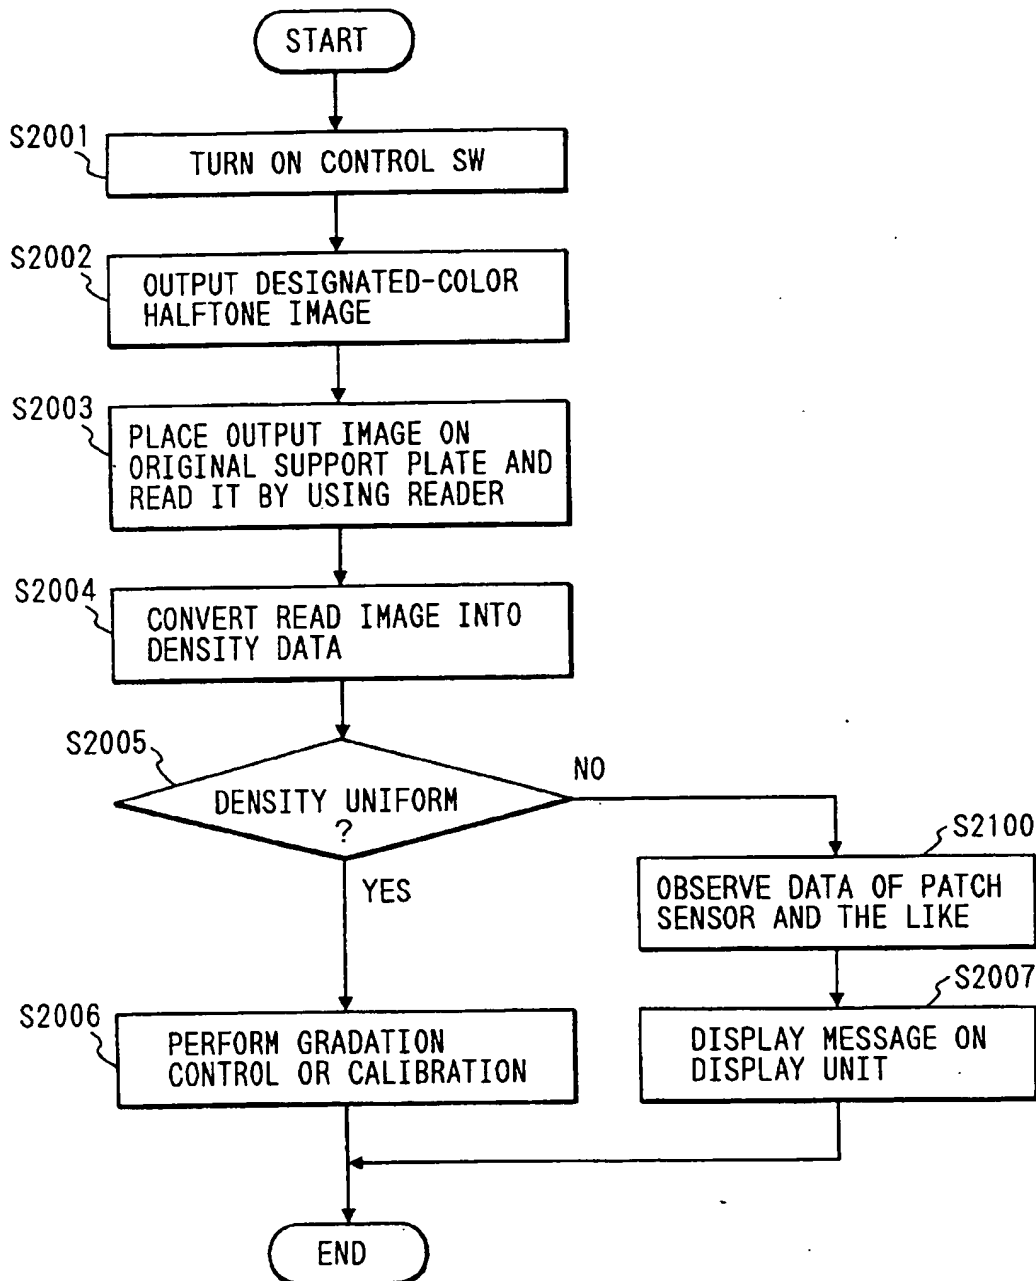 START
S2001
TURN ON CONTROL SW
S2002
OUTPUT DESIGNATED-COLOR
HALFTONE IMAGE
S2003
PLACE OUTPUT IMAGE ON
ORIGINAL SUPPORT PLATE AND
READ IT BY USING READER
S2004
CONVERT READ IMAGE INTO
DENSITY DATA
S2005
DENSITY UNIFORM
?
NO
YES
S2100
OBSERVE DATA OF PATCH
SENSOR AND THE LIKE
S2007
DISPLAY MESSAGE ON
DISPLAY UNIT
S2006
PERFORM GRADATION
CONTROL OR CALIBRATION
END